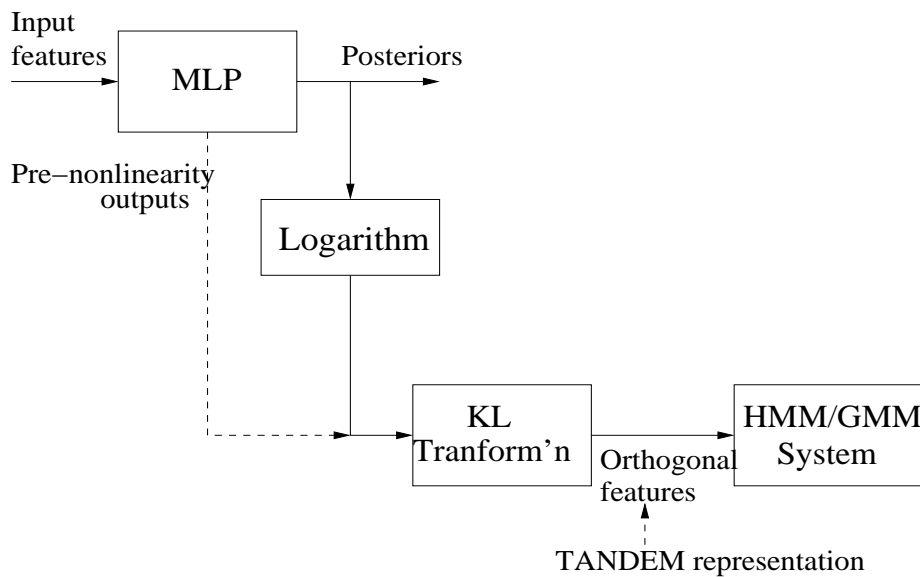 Input
features
MLP
Posteriors
Pre-nonlinearity
outputs
Logarithm
KL
Tranform'n
Orthogonal
features
HMM/GMM
System
TANDEM representation